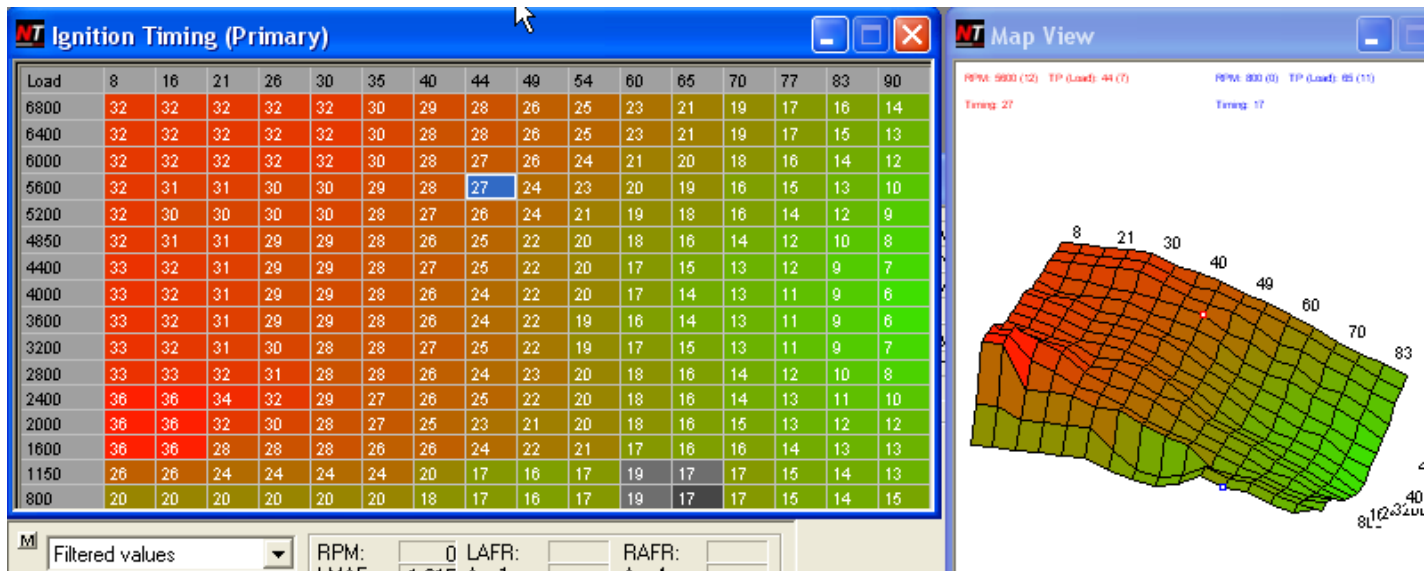 NT Ignition Timing (Primary)
Load 8 16 21 26 30 35 40 44 49 54 60 65 70 77 83 90
6800 32 32 32 32 32 30 29 28 26 25 23 21 19 17 16 14
6400 32 32 32 32 32 30 28 28 26 25 23 21 19 17 15 13
6000 32 32 32 32 32 30 28 27 26 24 21 20 18 16 14 12
5600 32 31 31 30 30 29 28 27 24 23 20 19 16 15 13 10
5200 32 30 30 30 30 28 27 26 24 21 19 18 16 14 12 9
4850 32 31 31 29 29 28 26 25 22 20 18 16 14 12 10 8
4400 33 32 31 29 29 28 27 25 22 20 17 15 13 12 9 7
4000 33 32 31 29 29 28 26 24 22 20 17 14 13 11 9 6
3600 33 32 31 29 29 28 26 24 22 19 16 14 13 11 9 6
3200 33 32 31 30 28 28 27 25 22 19 17 15 13 11 9 7
2800 33 33 32 31 28 28 26 24 23 20 18 16 14 12 10 8
2400 36 36 34 32 29 27 26 25 22 20 18 16 14 13 11 10
2000 36 36 32 30 28 27 25 23 21 20 18 16 15 13 12 12
1600 36 36 28 28 28 26 26 24 22 21 17 16 16 14 13 13
1150 26 26 24 24 24 24 20 17 16 17 19 17 17 15 14 13
800 20 20 20 20 20 20 18 17 16 17 19 17 17 15 14 15
M
Filtered values
RPM: 0 LAFR: RAFR:
NT Map View
RPM: 5600 (12) TP (Load): 44 (7)
Timing: 27
RPM: 800 (0) TP (Load): 65 (11)
Timing: 17
8 21 30 40 49 60 70 83